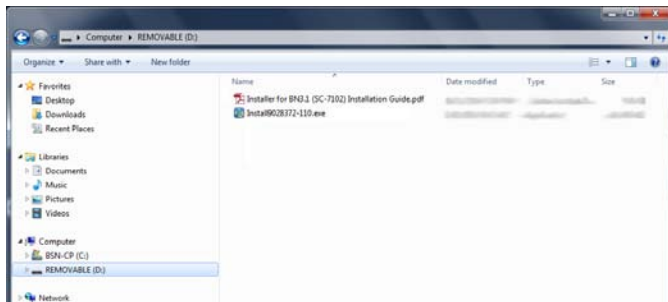 Computer ▸ REMOVABLE (D:)
Organize Share with New folder
Favorites
Desktop
Downloads
Recent Places
Libraries
Documents
Music
Pictures
Videos
Computer
BSN-CP (C:)
REMOVABLE (D:)
Network
Name Date modified Type Size
Installer for BN3.1 (SC-7102) Installation Guide.pdf
Install9028372-110.exe